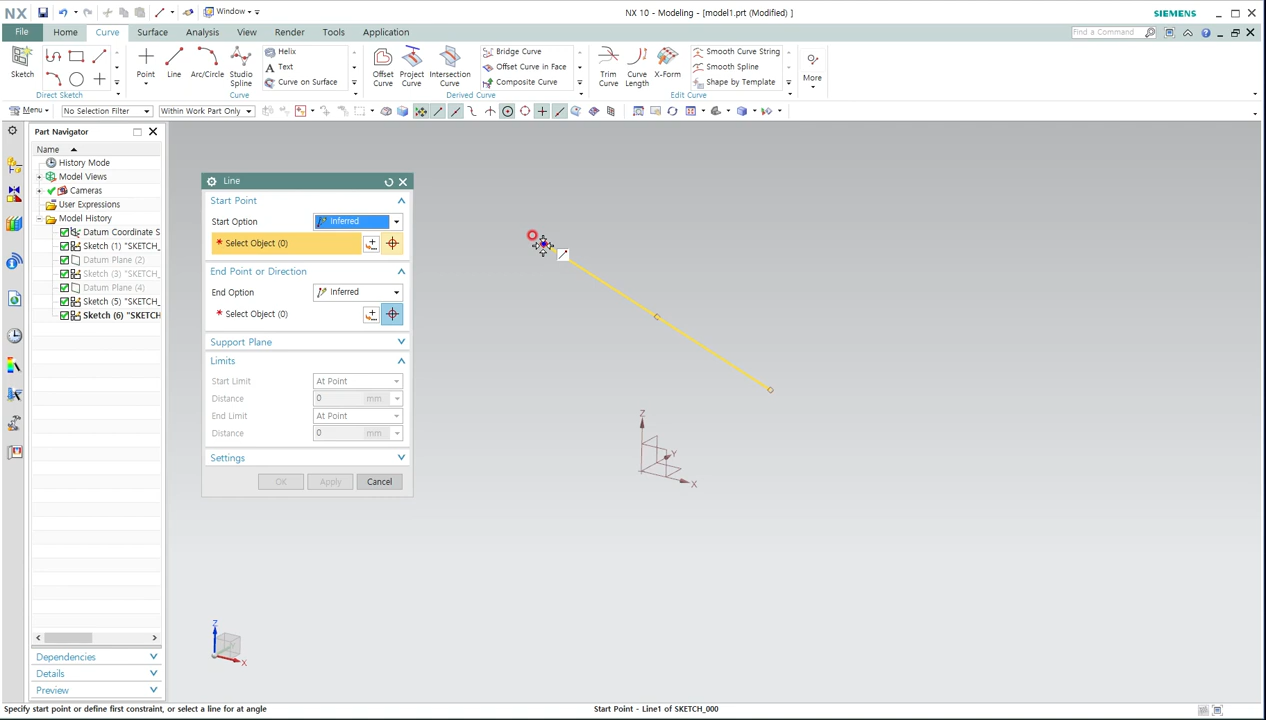 NX
Window
NX 10 - Modeling - [model1.prt (Modified) ]
SIEMENS
File
Home
Curve
Surface
Analysis
View
Render
Tools
Application
Find a Command
Sketch
Direct Sketch
Point
Line
Arc/Circle
Studio
Spline
Helix
Text
Curve on Surface
Curve
Offset
Curve
Project
Curve
Intersection
Curve
Bridge Curve
Offset Curve in Face
Composite Curve
Derived Curve
Trim
Curve
Curve
Length
X-Form
Smooth Curve String
Smooth Spline
Shape by Template
Edit Curve
More
Menu
No Selection Filter
Within Work Part Only
Part Navigator
Name
History Mode
Model Views
Cameras
User Expressions
Model History
Datum Coordinate S
Sketch (1) "SKETCH_
Datum Plane (2)
Sketch (3) "SKETCH_
Datum Plane (4)
Sketch (5) "SKETCH_
Sketch (6) "SKETCH
Dependencies
Details
Preview
Line
Start Point
Start Option
Inferred
* Select Object (0)
End Point or Direction
End Option
Inferred
* Select Object (0)
Support Plane
Limits
Start Limit
At Point
Distance
0 mm
End Limit
At Point
Distance
0 mm
Settings
OK
Apply
Cancel
Z
Y
X
Z
X
Specify start point or define first constraint, or select a line for at angle
Start Point - Line1 of SKETCH_000